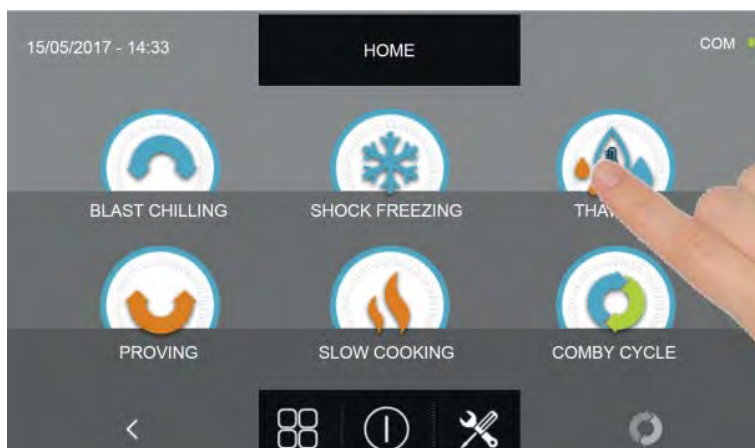 15/05/2017 - 14:33
HOME
COM
BLAST CHILLING
SHOCK FREEZING
PROVING
SLOW COOKING
COMBY CYCLE